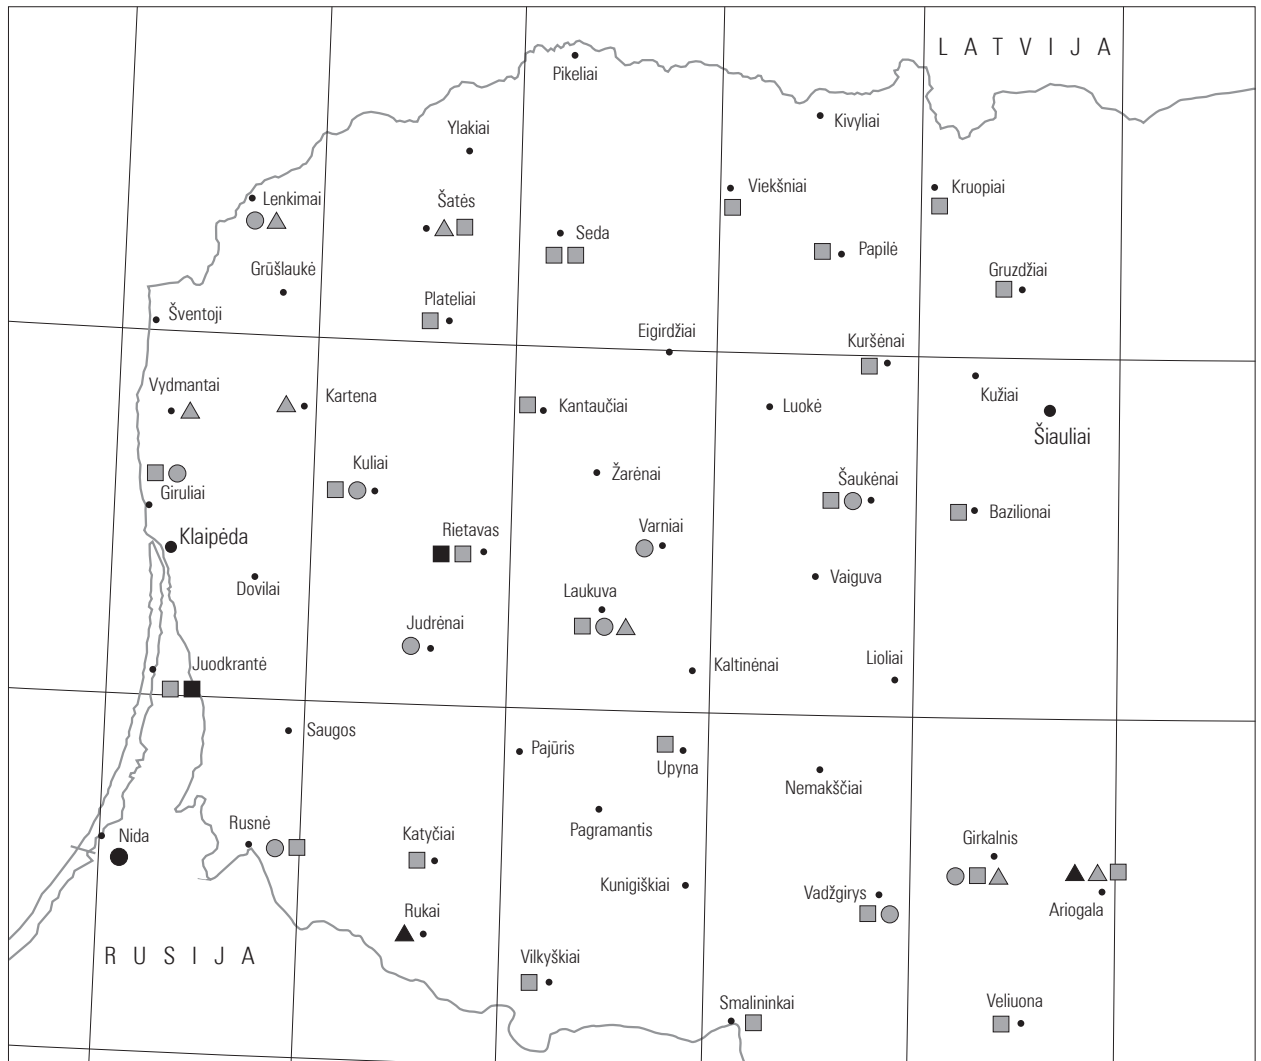 LATVIJA
Pikeliai
Kivyliai
Ylakiai
Viekšniai
Kruopiai
Lenkimai
Šatės
Seda
Papilė
Grūšlaukė
Gruzdžiai
Plateliai
Šventoji
Eigirdžiai
Kuršėnai
Vydmantai
Kartena
Kantaučiai
Luokė
Kužiai
Šiauliai
Kuliai
Žarėnai
Šaukėnai
Giruliai
Bazilionai
Klaipėda
Rietavas
Varniai
Dovilai
Vaiguva
Laukuva
Judrėnai
Juodkrantė
Kaltinėnai
Lioliai
Saugos
Pajūris
Upyna
Nemakščiai
Nida
Rusnė
Katyčiai
Pagramantis
Girkalnis
Kunigiškiai
Vadžgirys
Ariogala
Rukai
RUSIJA
Vilkyškiai
Smalininkai
Veliuona